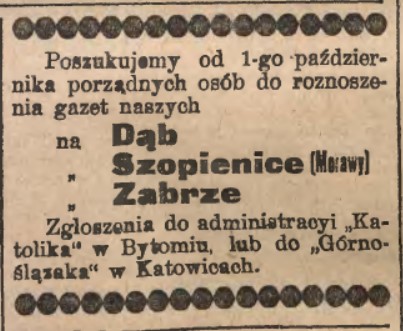 Poszukujemy od 1-go paździer-
nika porządnych osób do roznosze-
nia gazet naszych
na Dąb
„ Szopienice (Morawy)
„ Zabrze
Zgłoszenia do administracyi „Ka-
tolika“ w Bytomiu, lub do „Górno-
ślązaka“ w Katowicach.